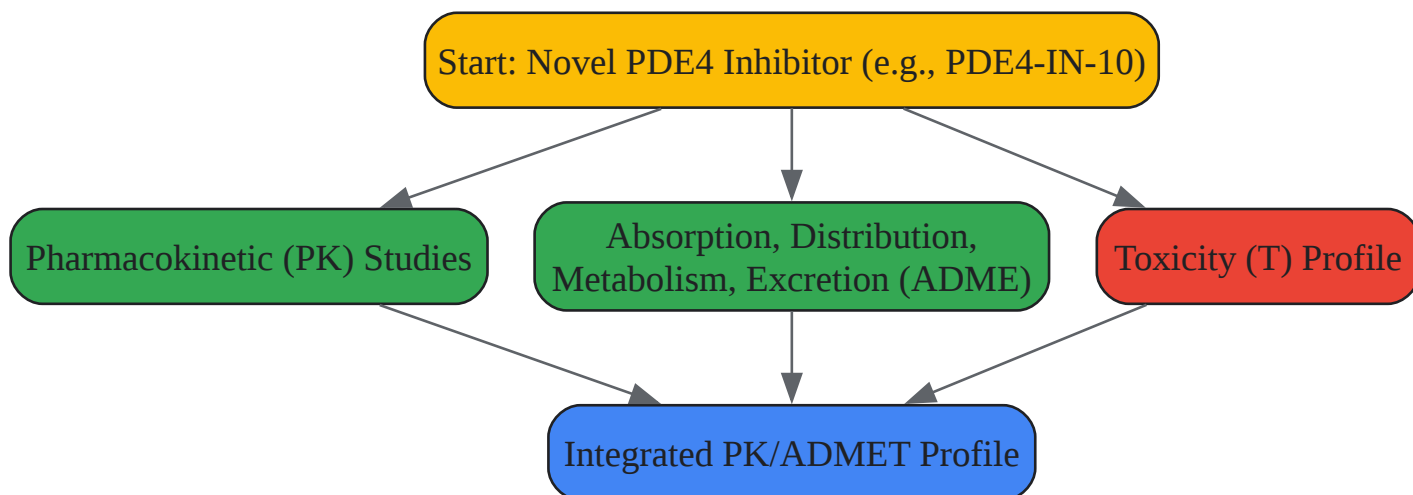 Start: Novel PDE4 Inhibitor (e.g., PDE4-IN-10)
Pharmacokinetic (PK) Studies
Absorption, Distribution,
Metabolism, Excretion (ADME)
Toxicity (T) Profile
Integrated PK/ADMET Profile